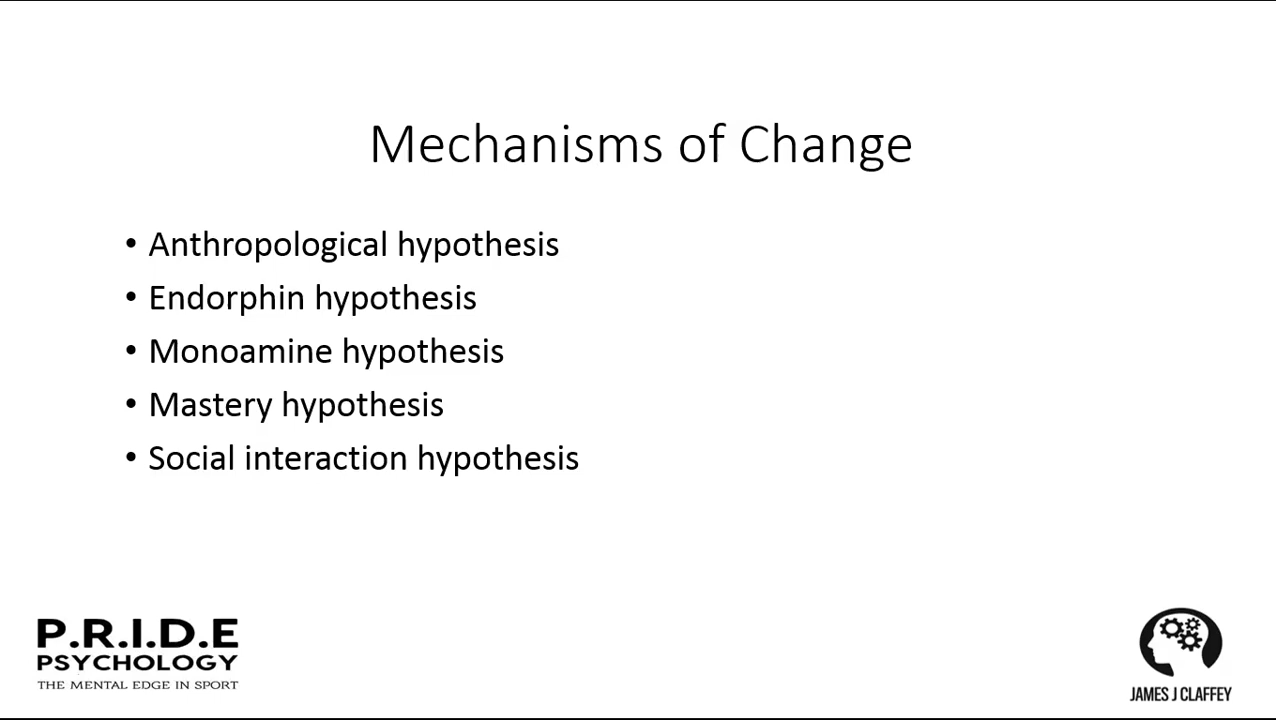 Mechanisms of Change
• Anthropological hypothesis
• Endorphin hypothesis
• Monoamine hypothesis
• Mastery hypothesis
• Social interaction hypothesis
P.R.I.D.E
PSYCHOLOGY
THE MENTAL EDGE IN SPORT
JAMES J CLAFFEY